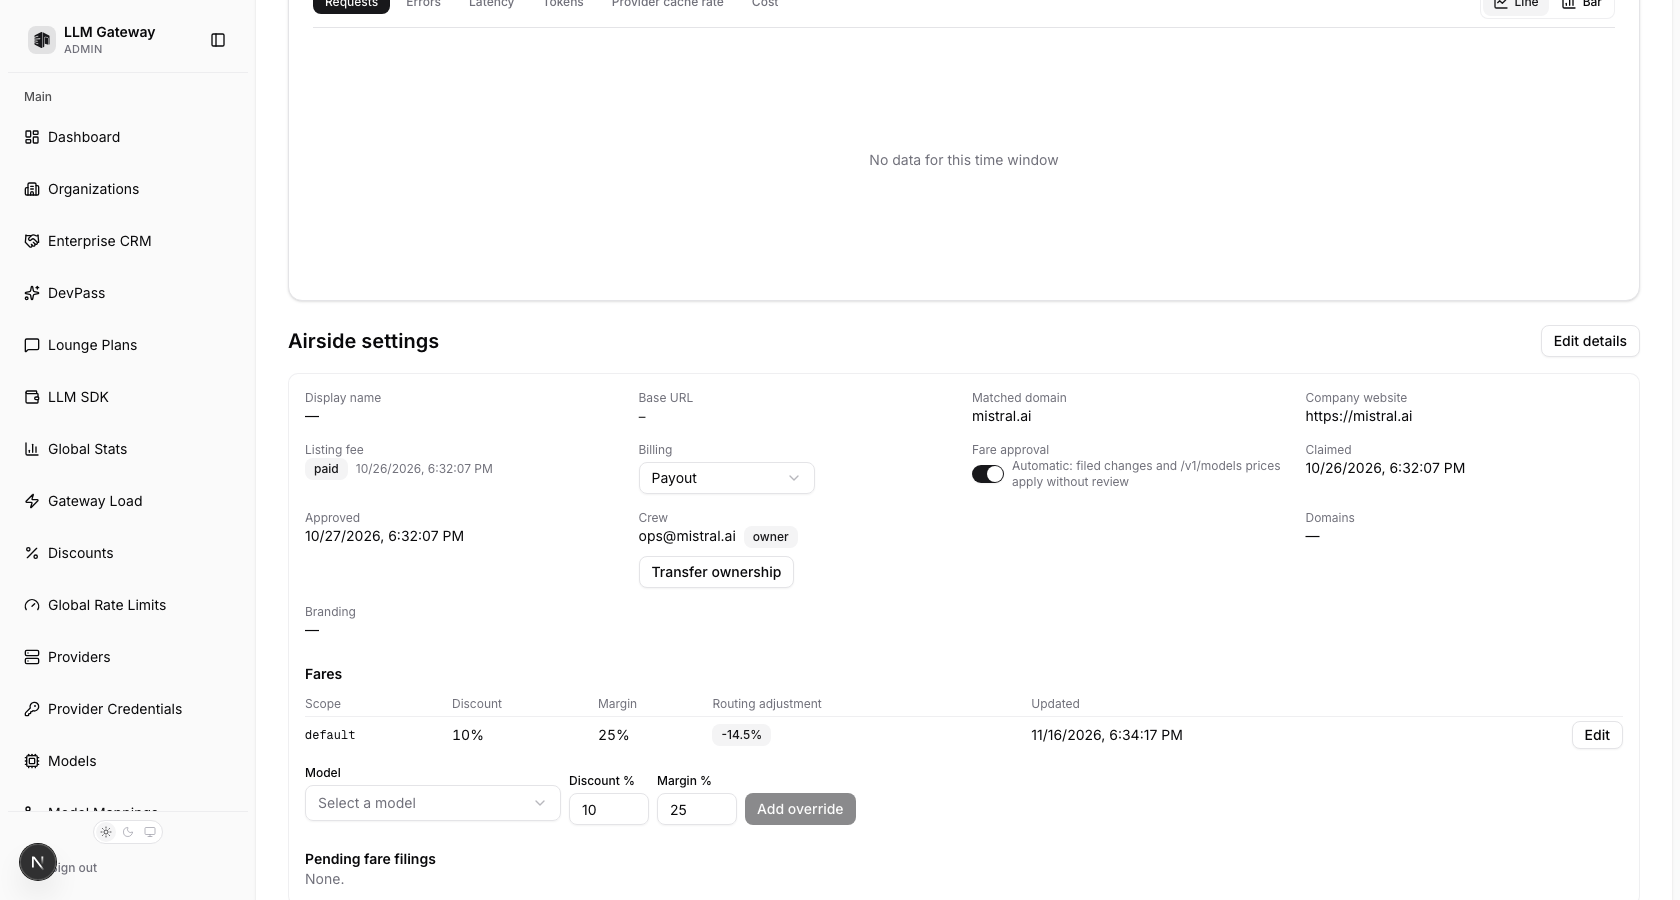 LLM Gateway
ADMIN
Main
Dashboard
Organizations
Enterprise CRM
DevPass
Lounge Plans
LLM SDK
Global Stats
Gateway Load
Discounts
Global Rate Limits
Providers
Provider Credentials
Models
Model Mappings
N
ign out
Requests Errors Latency Tokens Provider cache rate Cost Line Bar
No data for this time window
Airside settings Edit details
Display name Base URL Matched domain Company website
— – mistral.ai https://mistral.ai
Listing fee Billing Fare approval Claimed
paid 10/26/2026, 6:32:07 PM Payout Automatic: filed changes and /v1/models prices 10/26/2026, 6:32:07 PM
apply without review
Approved Crew Domains
10/27/2026, 6:32:07 PM ops@mistral.ai owner —
Transfer ownership
Branding
—
Fares
Scope Discount Margin Routing adjustment Updated
default 10% 25% -14.5% 11/16/2026, 6:34:17 PM Edit
Model Discount % Margin %
Select a model 10 25 Add override
Pending fare filings
None.